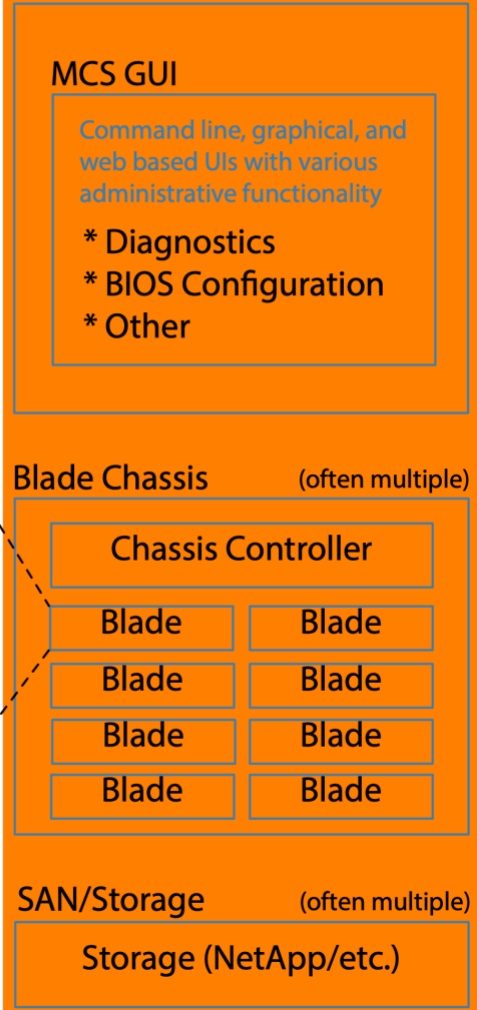 MCS GUI
Command line, graphical, and
web based UIs with various
administrative functionality
* Diagnostics
* BIOS Configuration
* Other
Blade Chassis (often multiple)
Chassis Controller
Blade Blade
Blade Blade
Blade Blade
Blade Blade
SAN/Storage (often multiple)
Storage (NetApp/etc.)